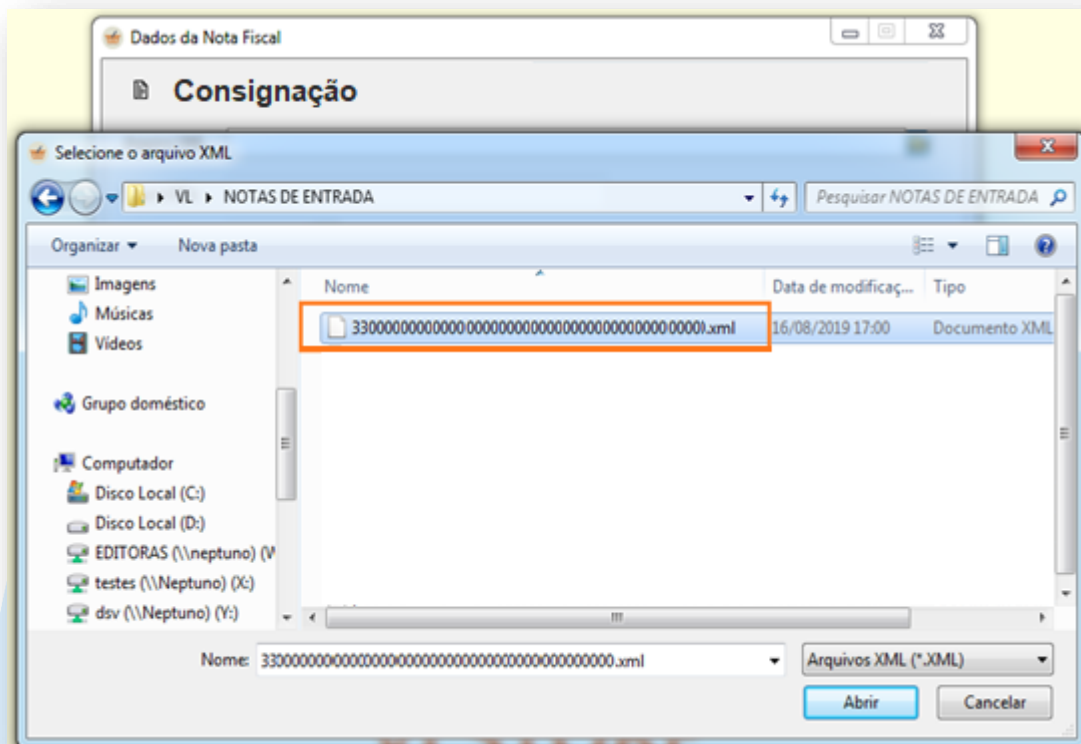 Dados da Nota Fiscal
Consignação
Selecione o arquivo XML
VL ▸ NOTAS DE ENTRADA
Pesquisar NOTAS DE ENTRADA
Organizar
Nova pasta
Imagens
Músicas
Vídeos
Grupo doméstico
Computador
Disco Local (C:)
Disco Local (D:)
EDITORAS (\\neptuno) (W
testes (\\Neptuno) (X:)
dsv (\\Neptuno) (Y:)
Nome
Data de modificaç...
Tipo
16/08/2019 17:00
Documento XML
Nome:
Arquivos XML (*.XML)
Abrir
Cancelar